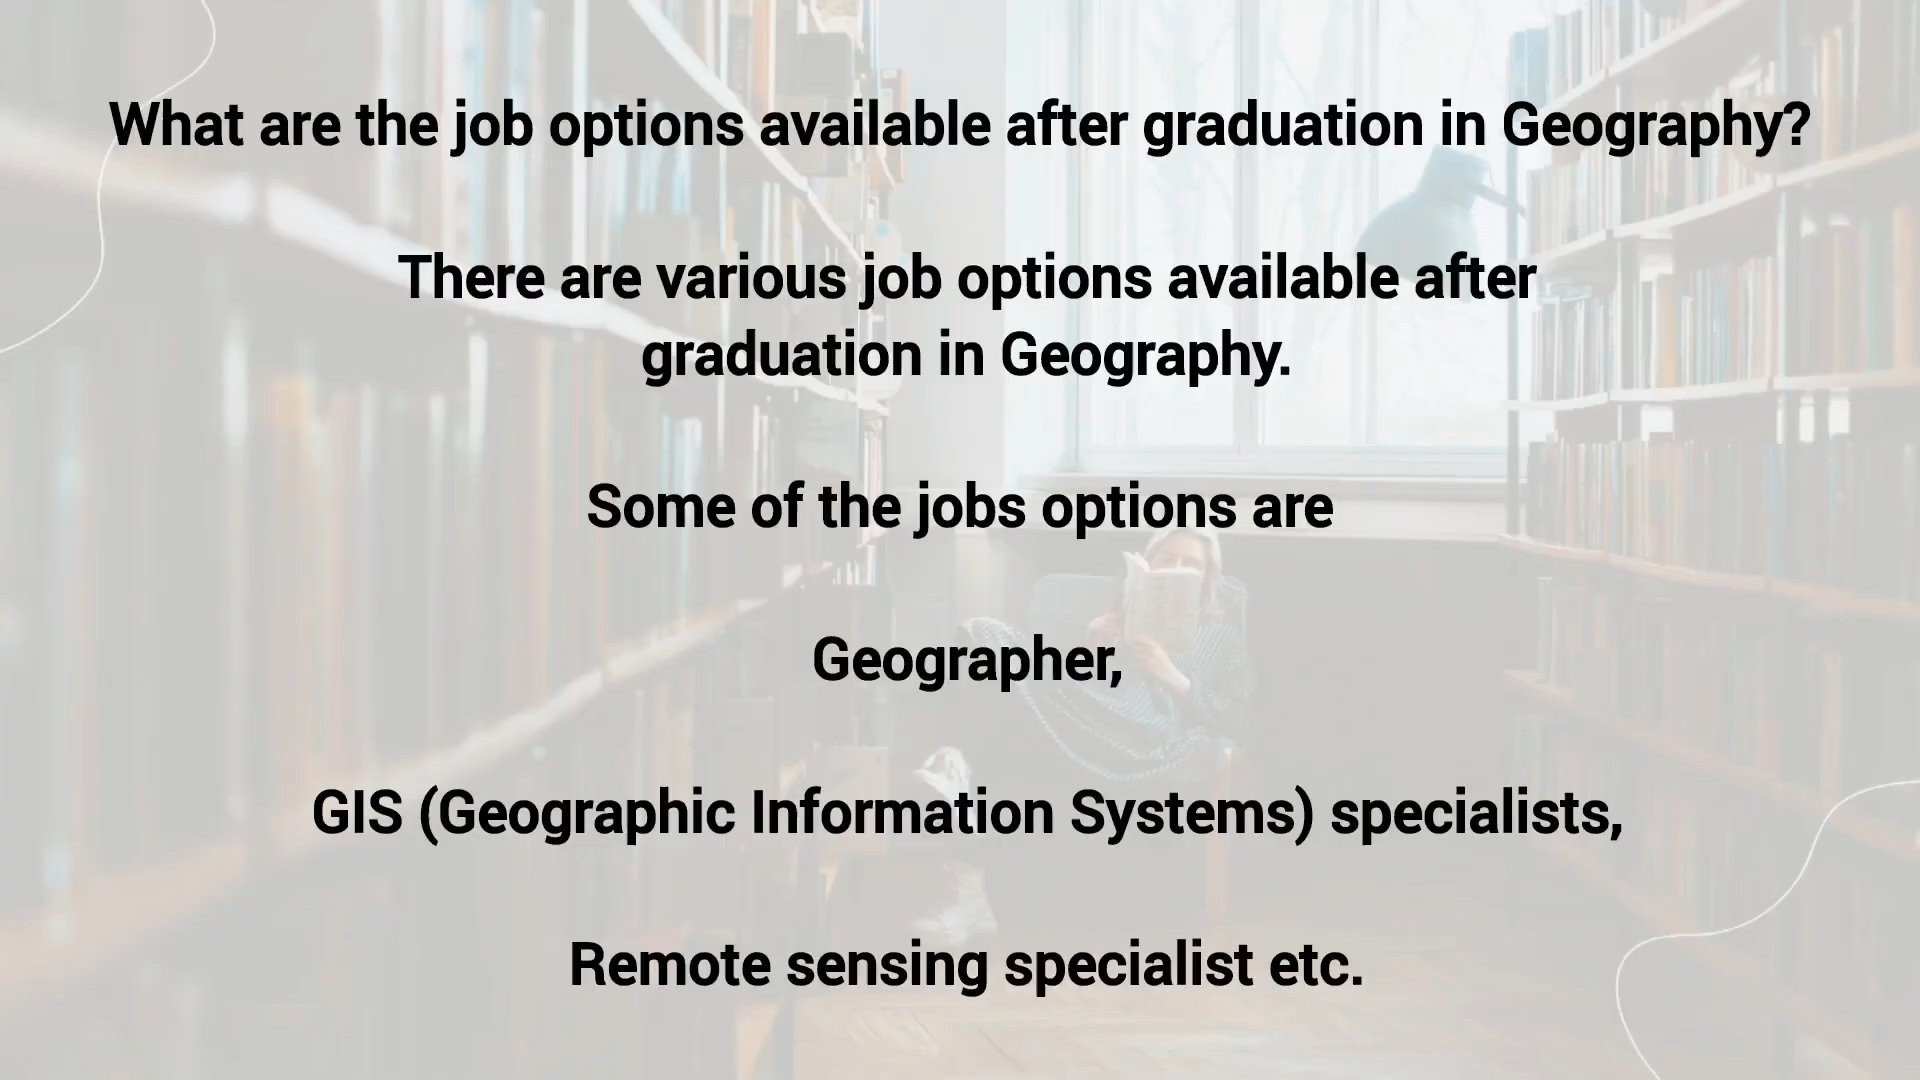 What are the job options available after graduation in Geography?
There are various job options available after
graduation in Geography.
Some of the jobs options are
Geographer,
GIS (Geographic Information Systems) specialists,
Remote sensing specialist etc.